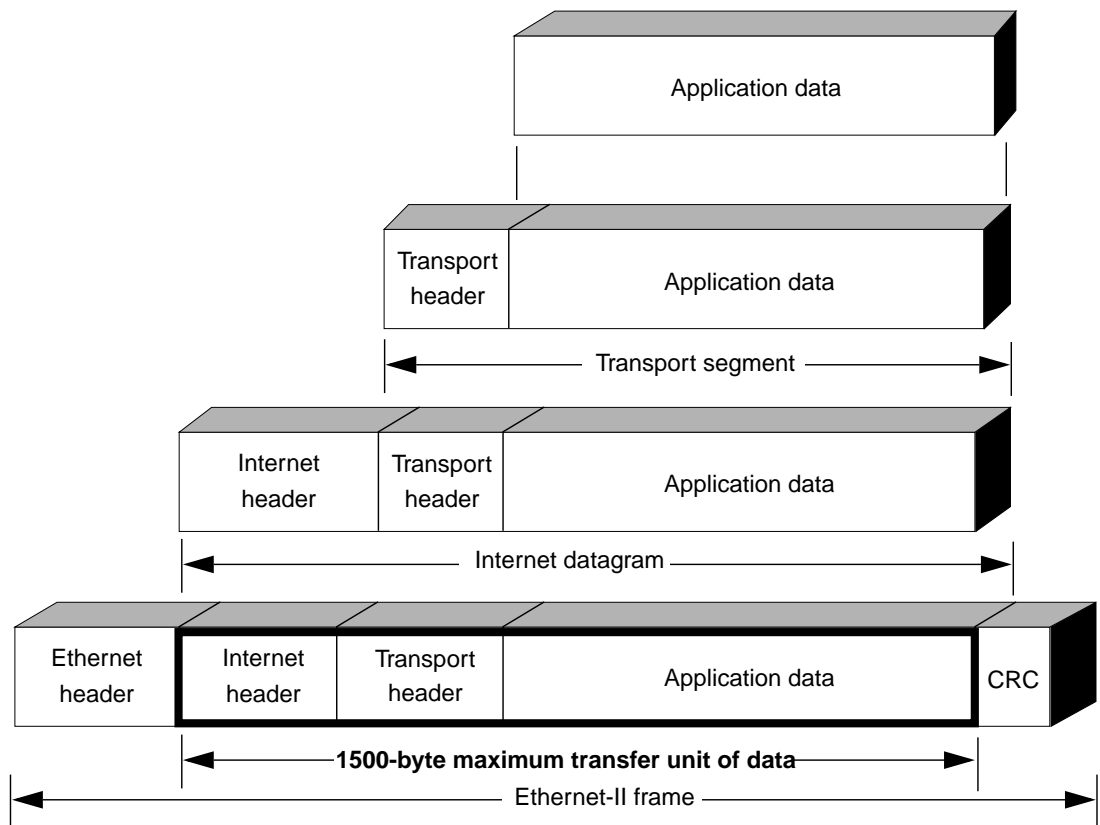 Application data
Transport
header
Application data
Transport segment
Internet
header
Transport
header
Application data
Internet datagram
Ethernet
header
Internet
header
Transport
header
Application data
CRC
1500-byte maximum transfer unit of data
Ethernet-II frame